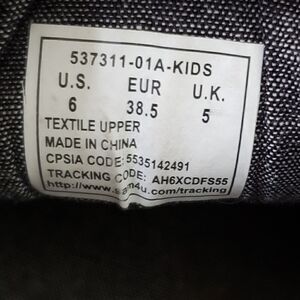 537311-01A-KIDS
U.S. EUR U.K.
6 38.5 5
TEXTILE UPPER
MADE IN CHINA
CPSIA CODE: 5535142491
TRACKING CODE: AH6XCDFS55